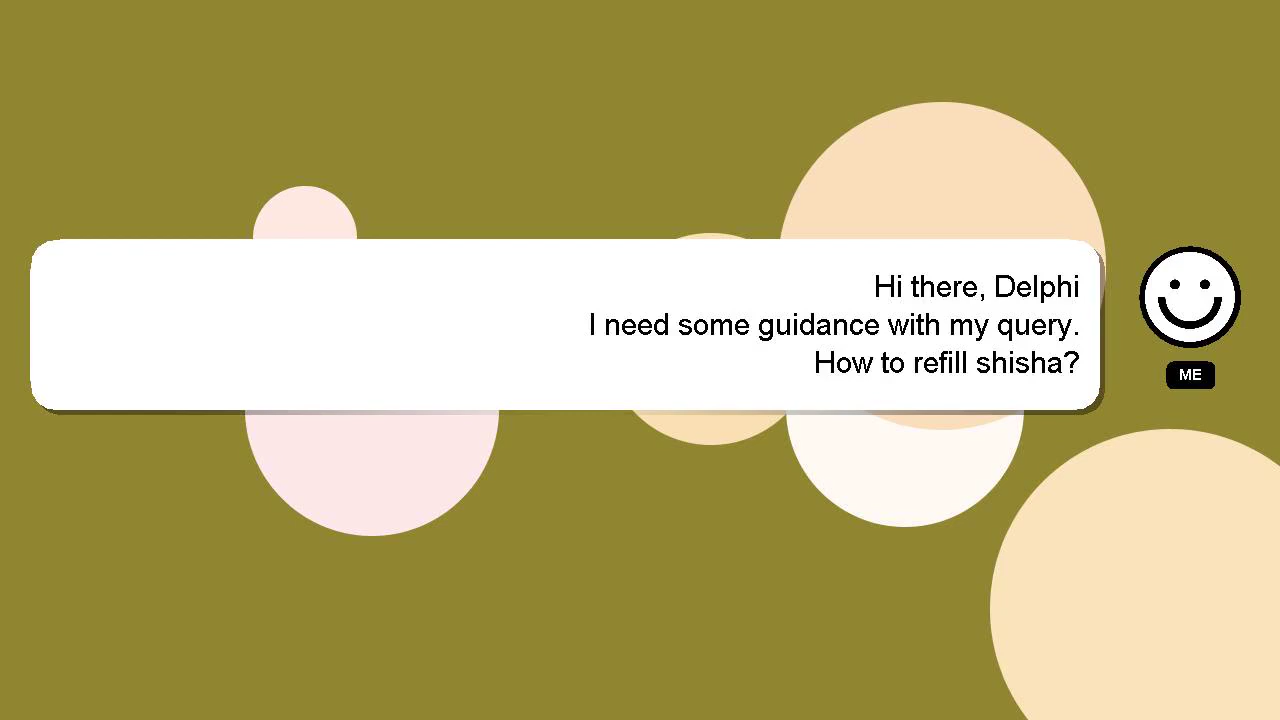 Hi there, Delphi
I need some guidance with my query.
How to refill shisha?
ME